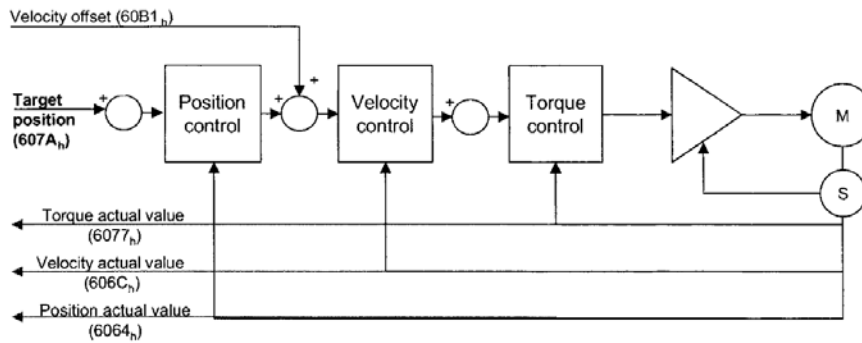 Velocity offset (60B1h)
+
+
+
+
Target
position
(607Ah)
Position
control
Velocity
control
Torque
control
M
S
Torque actual value
(6077h)
Velocity actual value
(606Ch)
Position actual value
(6064h)